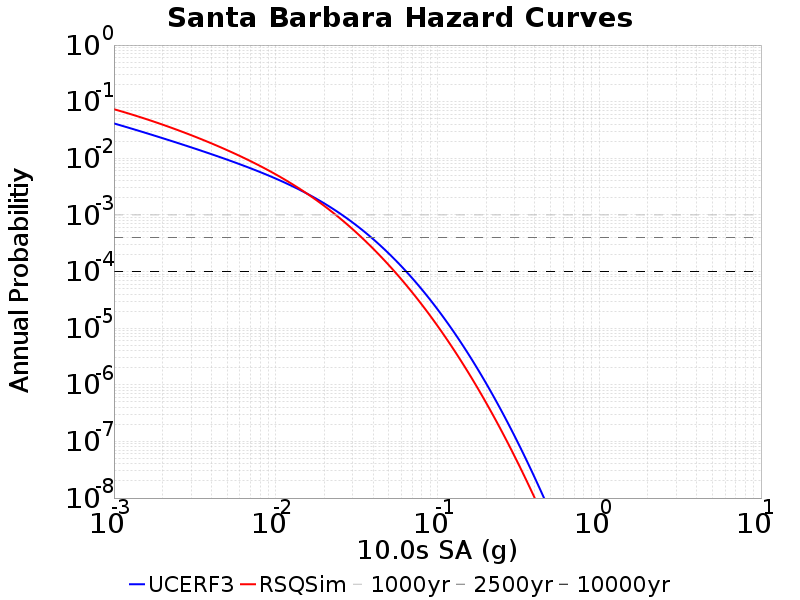 Santa Barbara Hazard Curves
10^0
10^-1
10^-2
10^-3
10^-4
10^-5
10^-6
10^-7
10^-8
Annual Probabilitiy
10^-3 10^-2 10^-1 10^0 10^1
10.0s SA (g)
UCERF3 RSQSim 1000yr 2500yr 10000yr